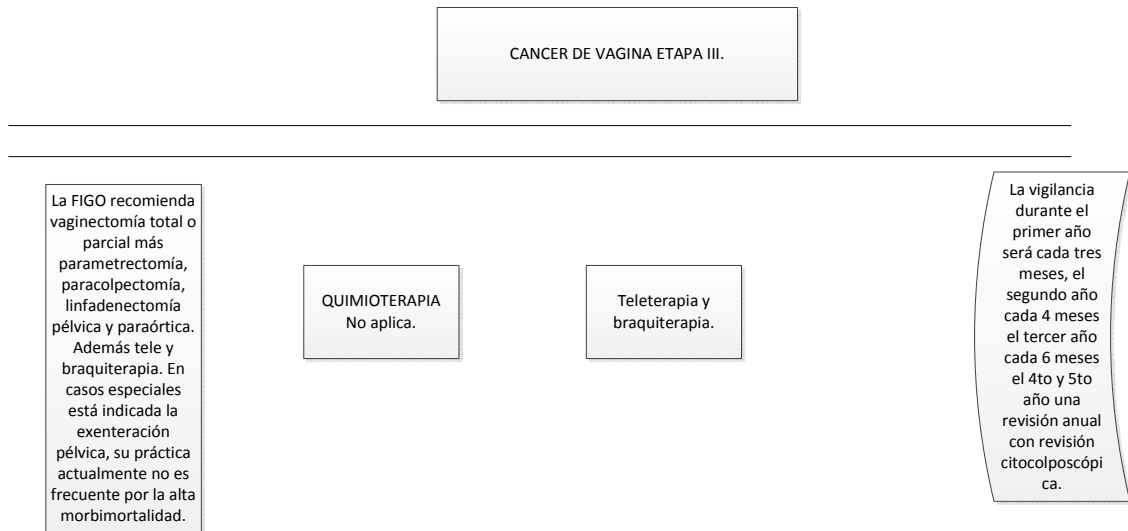 CANCER DE VAGINA ETAPA III.
La FIGO recomienda
vaginectomía total o
parcial más
parametrectomía,
paracolpectomía,
linfadenectomía
pélvica y paraórtica.
Además tele y
braquiterapia. En
casos especiales
está indicada la
exenteración
pélvica, su práctica
actualmente no es
frecuente por la alta
morbimortalidad.
QUIMIOTERAPIA
No aplica.
Teleterapia y
braquiterapia.
La vigilancia
durante el
primer año
será cada tres
meses, el
segundo año
cada 4 meses
el tercer año
cada 6 meses
el 4to y 5to
año una
revisión anual
con revisión
citocolposcópi
ca.